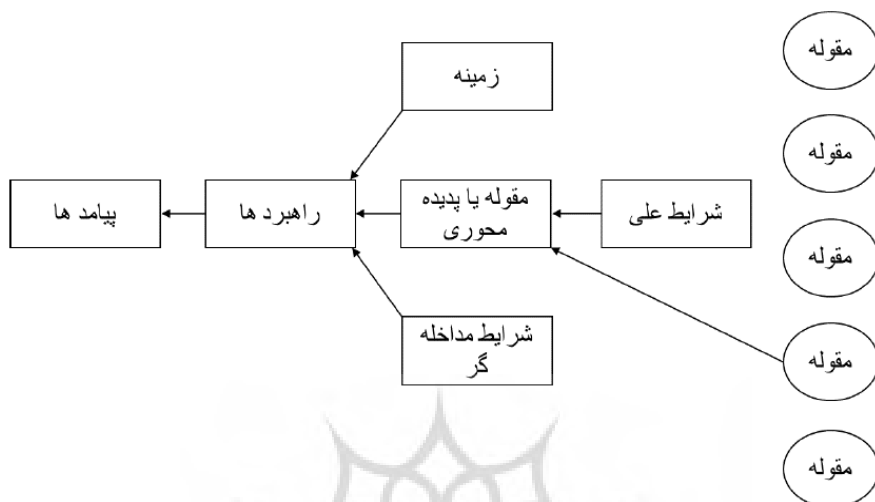 مقوله
زمینه
مقوله
شرایط علی
مقوله یا پدیده
محوری
راهبرد ها
پیامد ها
مقوله
شرایط مداخله
گر
مقوله
مقوله